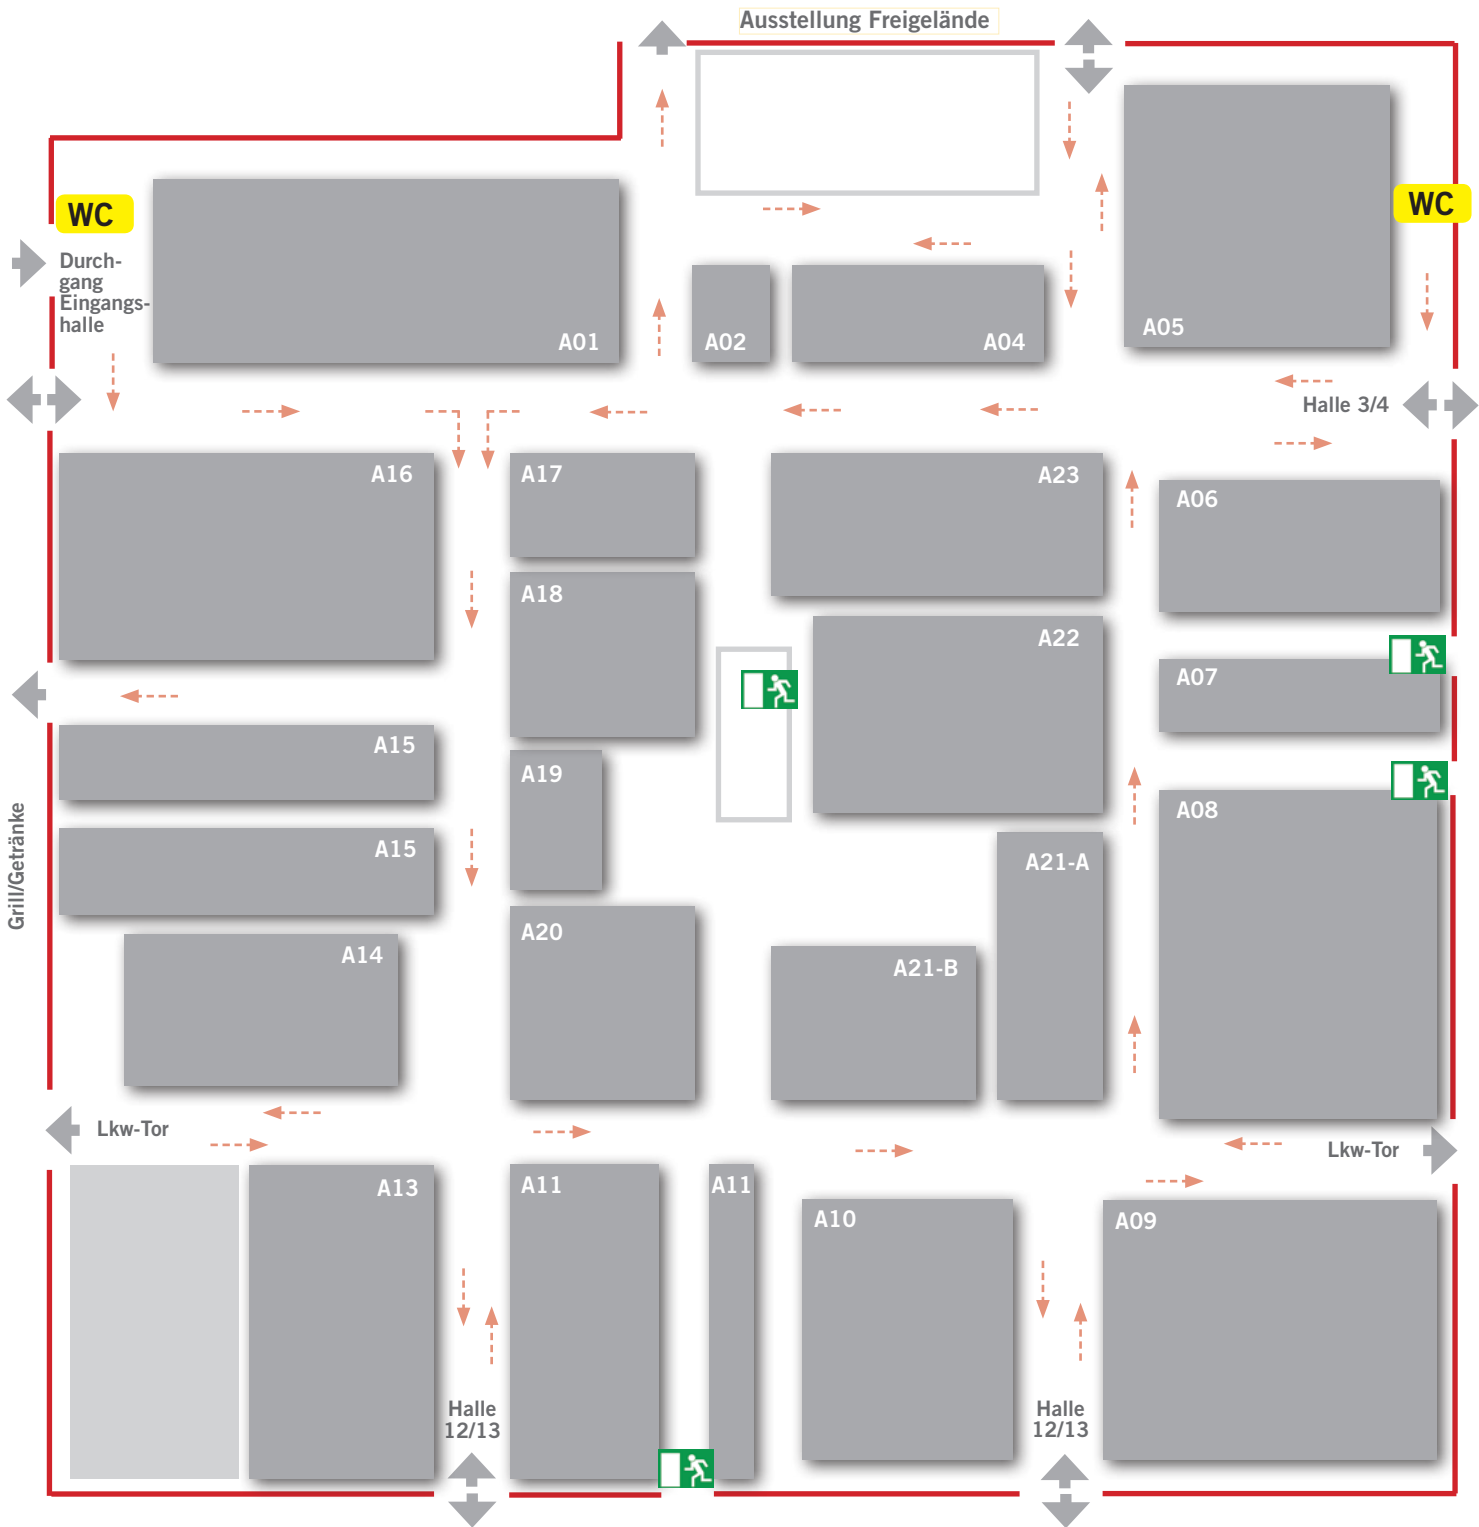 Ausstellung Freigelände
WC
WC
Durch-
gang
Eingangs-
halle
A01
A02
A04
A05
Halle 3/4
A16
A17
A23
A06
A18
A22
A07
A15
A19
A08
Grill/Getränke
A15
A21-A
A20
A14
A21-B
Lkw-Tor
Lkw-Tor
A13
A11
A11
A10
A09
Halle
12/13
Halle
12/13